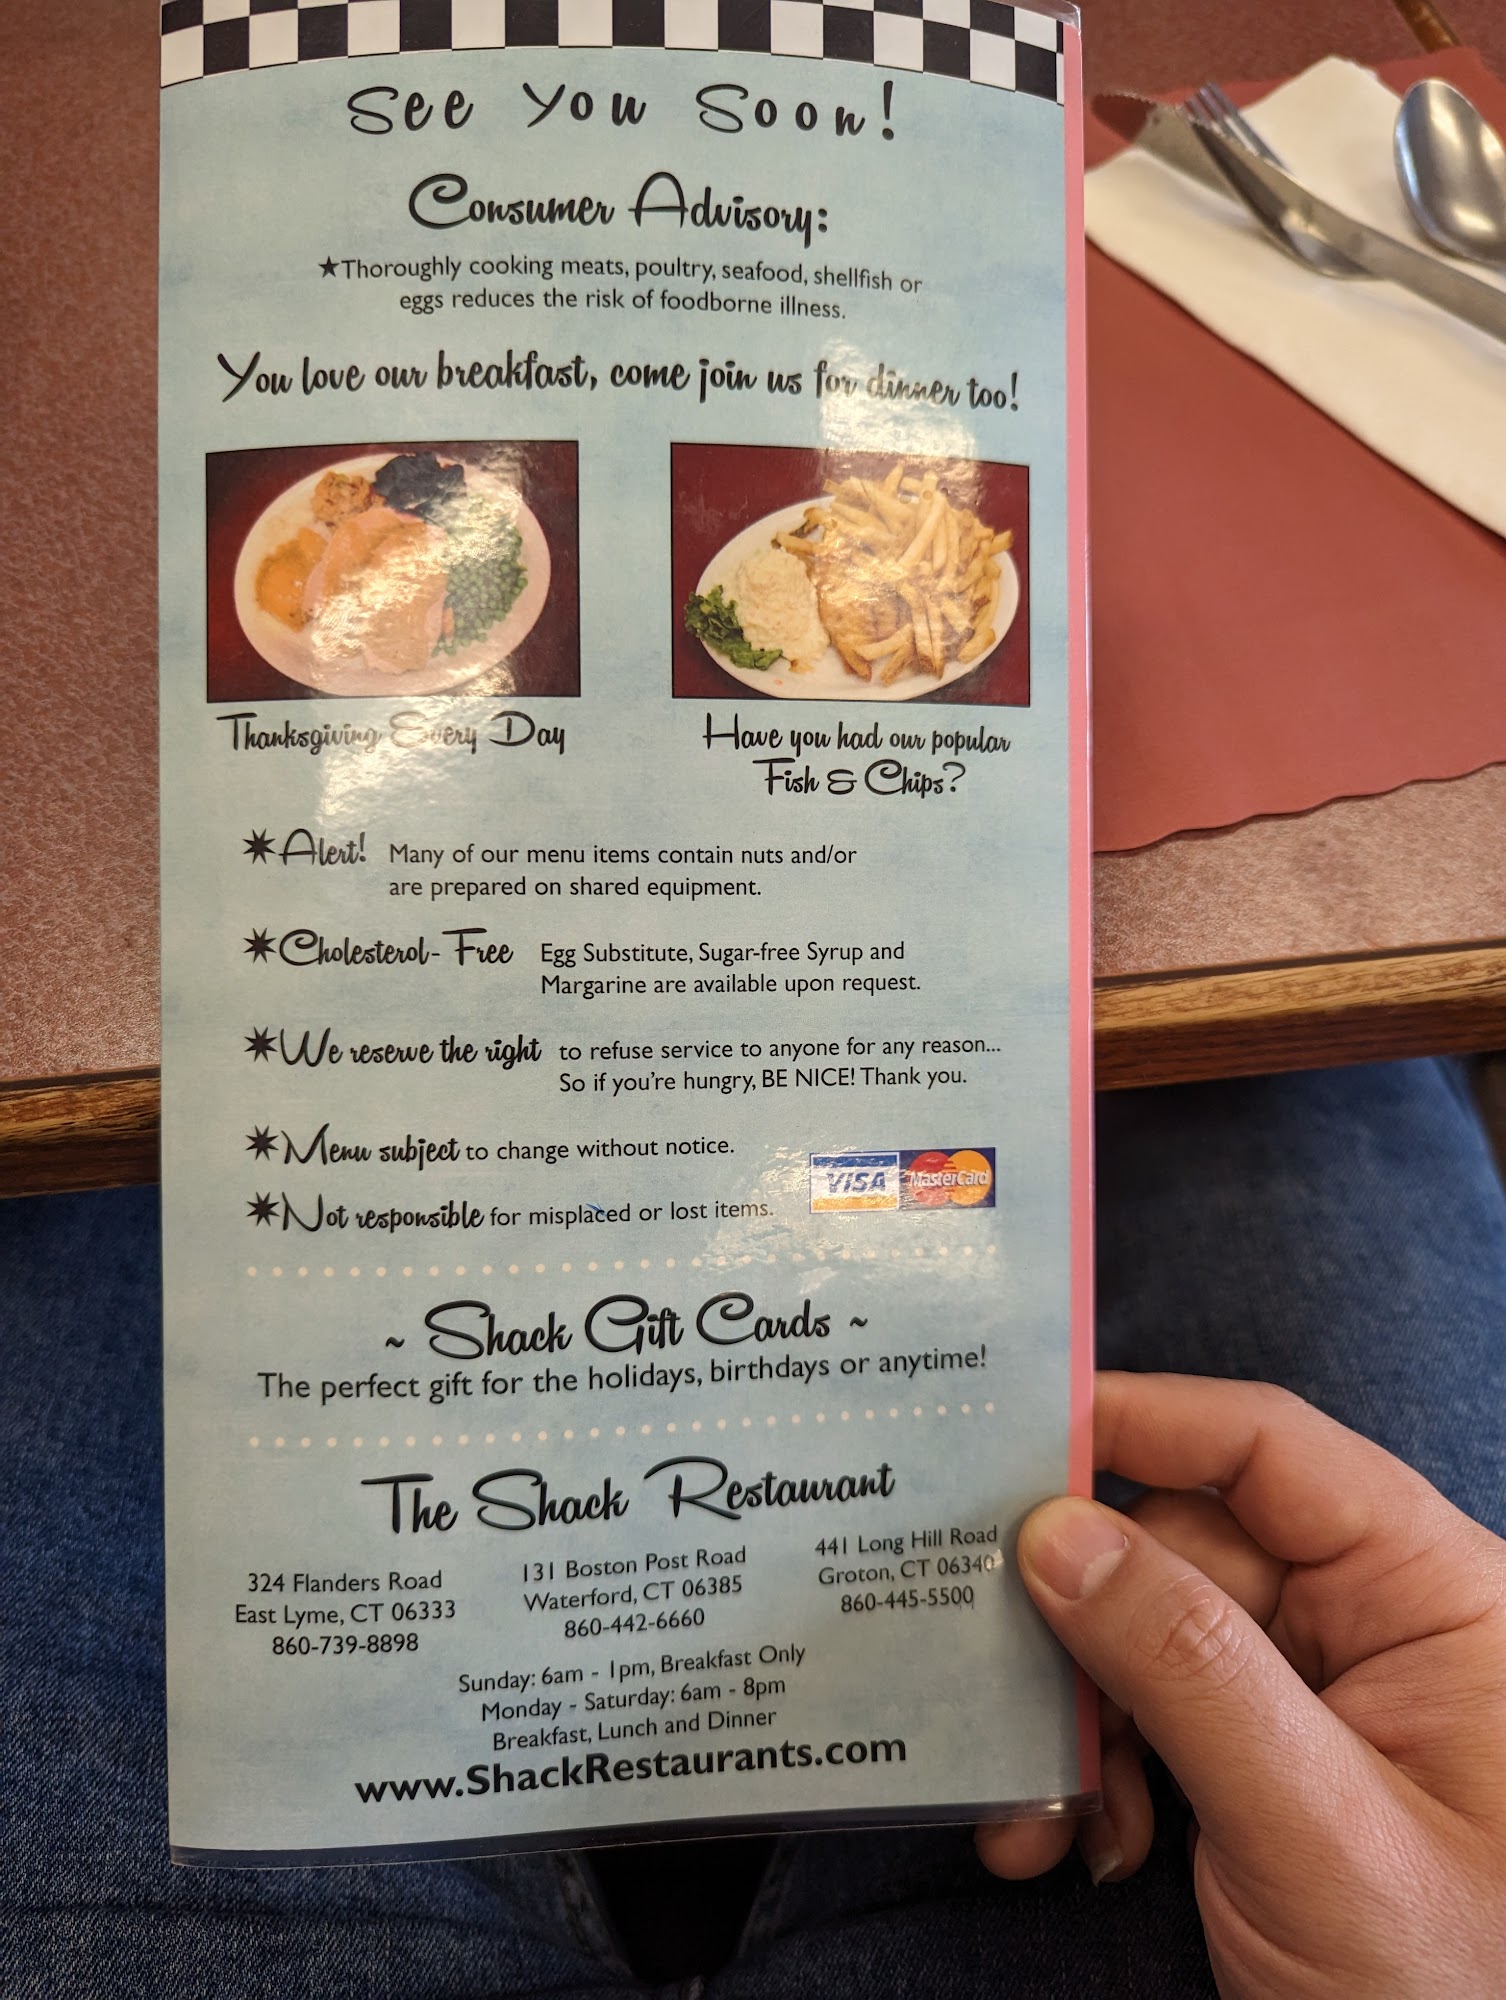 See You Soon!
Consumer Advisory:
★Thoroughly cooking meats, poultry, seafood, shellfish or
eggs reduces the risk of foodborne illness.
You love our breakfast, come join us for dinner too!
Thanksgiving Every Day
Have you had our popular
Fish & Chips?
✷Alert! Many of our menu items contain nuts and/or
are prepared on shared equipment.
✷Cholesterol-Free Egg Substitute, Sugar-free Syrup and
Margarine are available upon request.
✷We reserve the right to refuse service to anyone for any reason...
So if you're hungry, BE NICE! Thank you.
✷Menu subject to change without notice.
VISA MasterCard
✷Not responsible for misplaced or lost items.
~ Shack Gift Cards ~
The perfect gift for the holidays, birthdays or anytime!
The Shack Restaurant
324 Flanders Road
East Lyme, CT 06333
860-739-8898
131 Boston Post Road
Waterford, CT 06385
860-442-6660
441 Long Hill Road
Groton, CT 06340
860-445-5500
Sunday: 6am - 1pm, Breakfast Only
Monday - Saturday: 6am - 8pm
Breakfast, Lunch and Dinner
www.ShackRestaurants.com